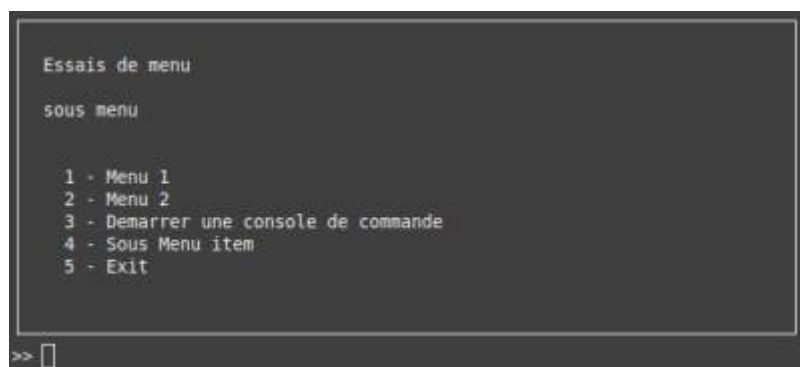 Essais de menu
sous menu
1 - Menu 1
2 - Menu 2
3 - Demarrer une console de commande
4 - Sous Menu item
5 - Exit
>>